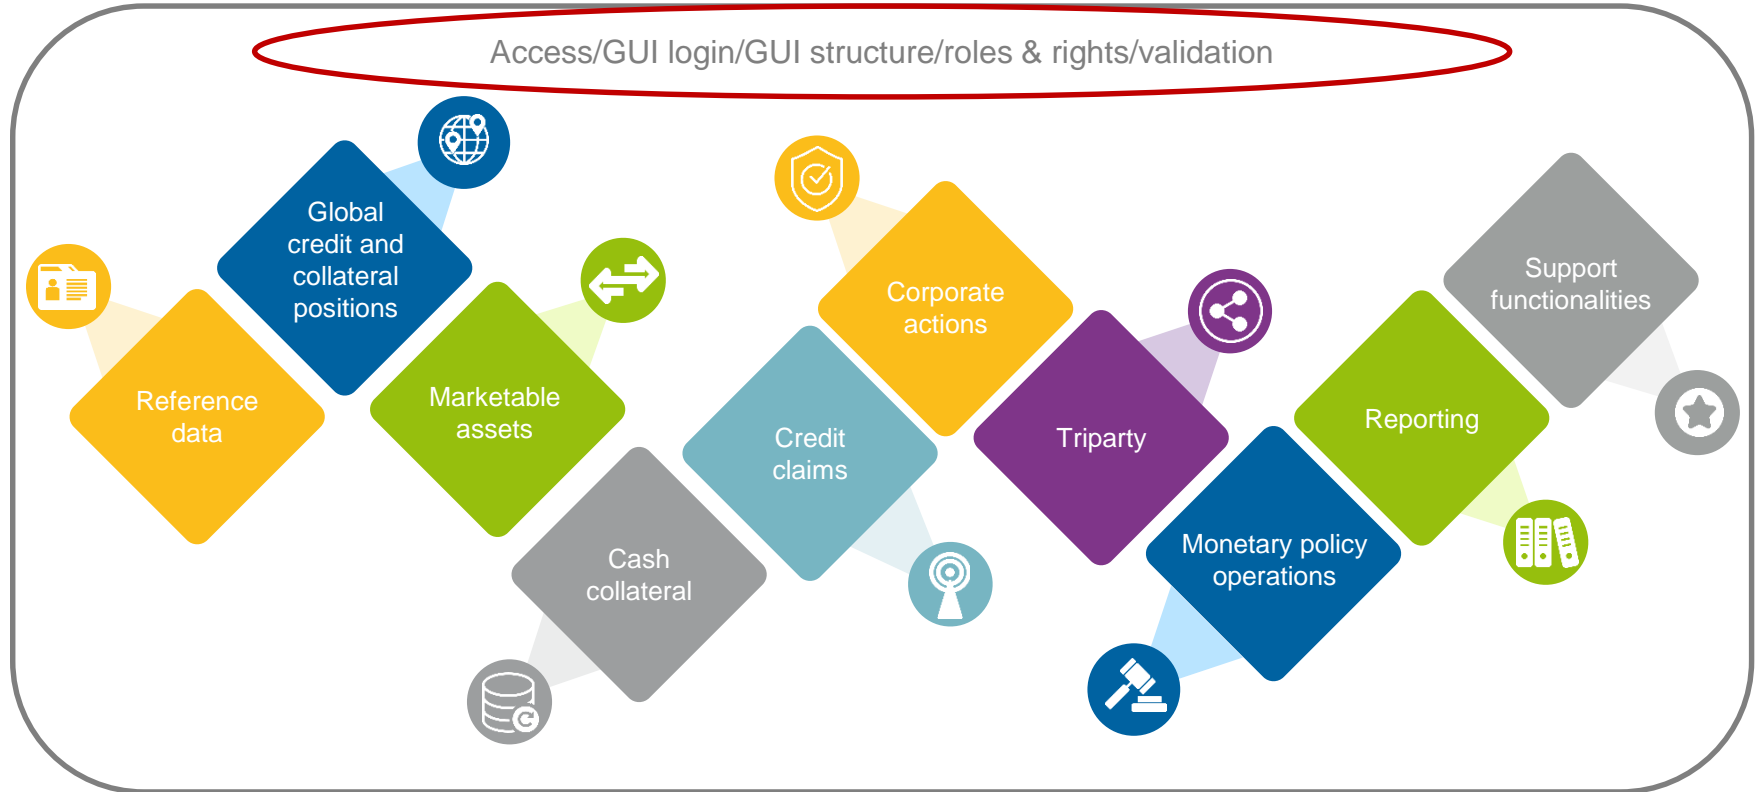 Access/GUI login/GUI structure/roles & rights/validation
Reference
data
Global
credit and
collateral
positions
Marketable
assets
Cash
collateral
Credit
claims
Corporate
actions
Triparty
Monetary policy
operations
Reporting
Support
functionalities